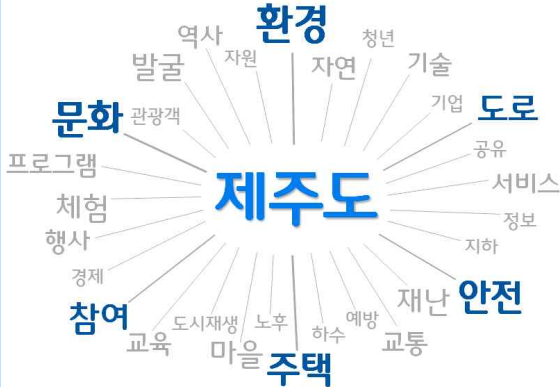 환경
역사
청년
자원
발굴
자연
기술
기업
문화
관광객
도로
공유
프로그램
서비스
제주도
체험
정보
행사
지하
경제
안전
재난
참여
도시재생
노후
예방
하수
교육
마을
교통
주택